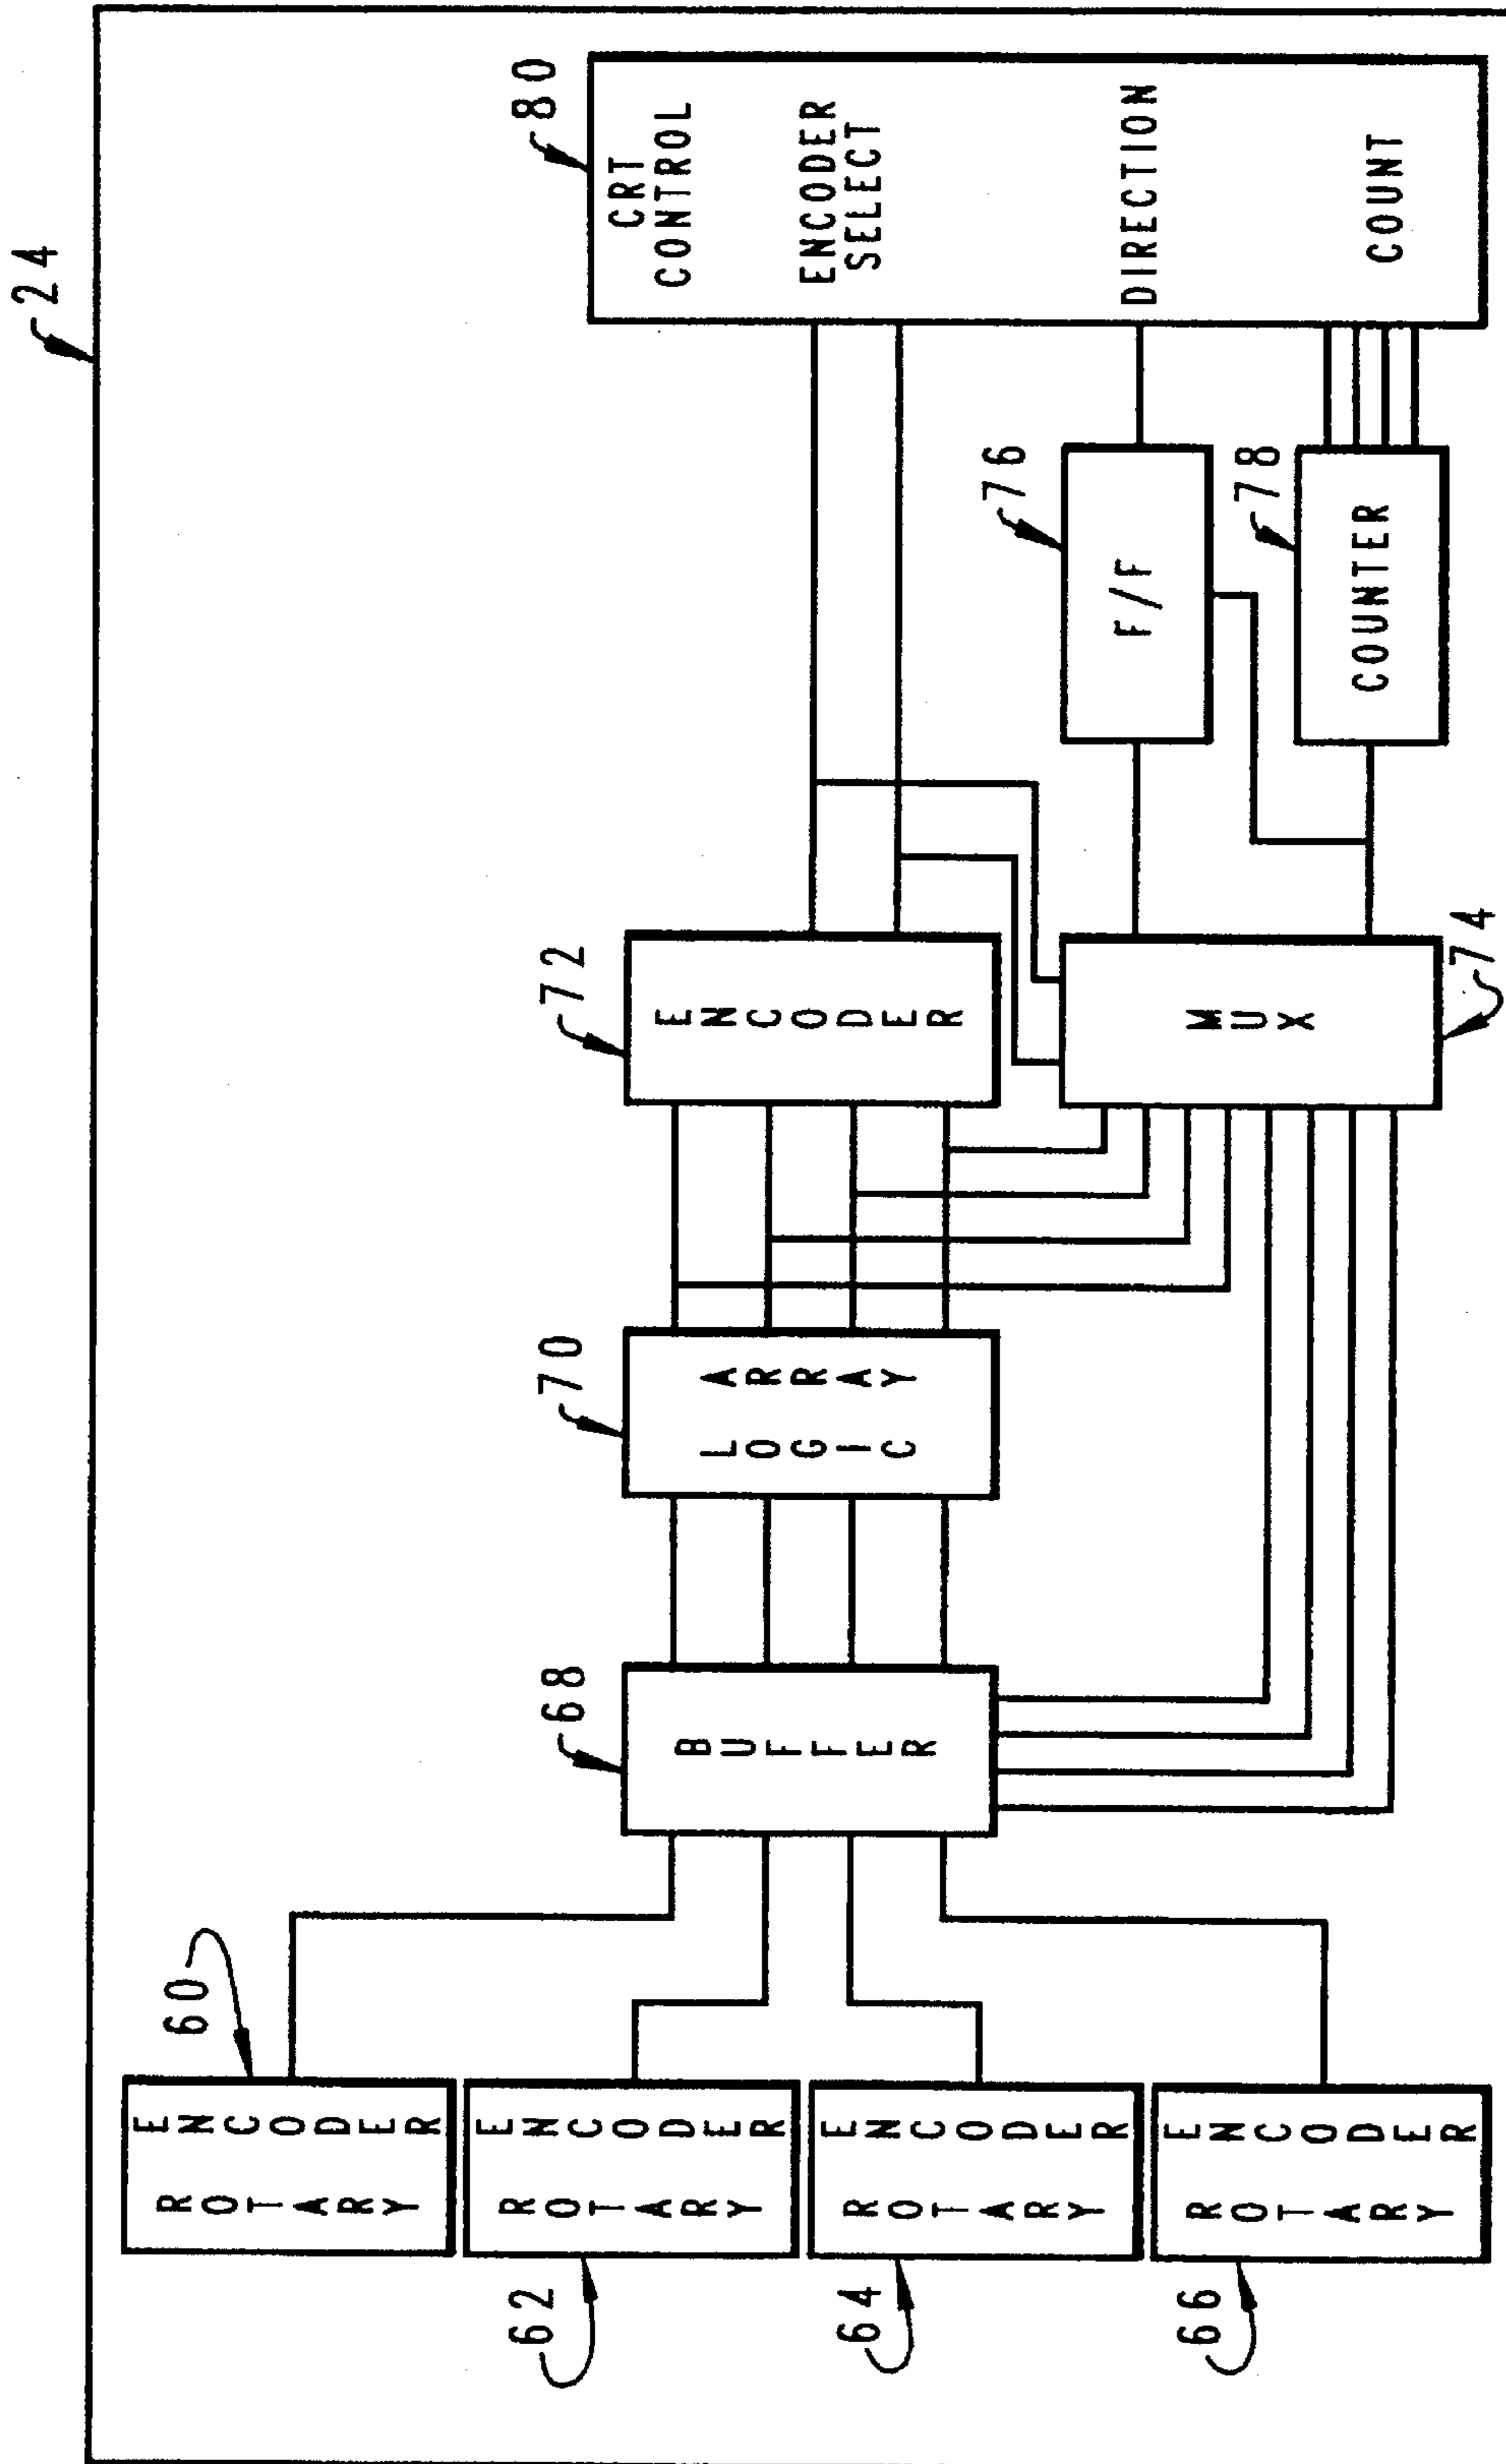 24
60
ROTARY
ENCODER
62
ROTARY
ENCODER
64
ROTARY
ENCODER
66
ROTARY
ENCODER
68
BUFFER
70
LOGIC
ARRAY
72
ENCODER
74
MUX
76
F/F
78
COUNTER
80
CRT
CONTROL
ENCODER
SELECT
DIRECTION
COUNT